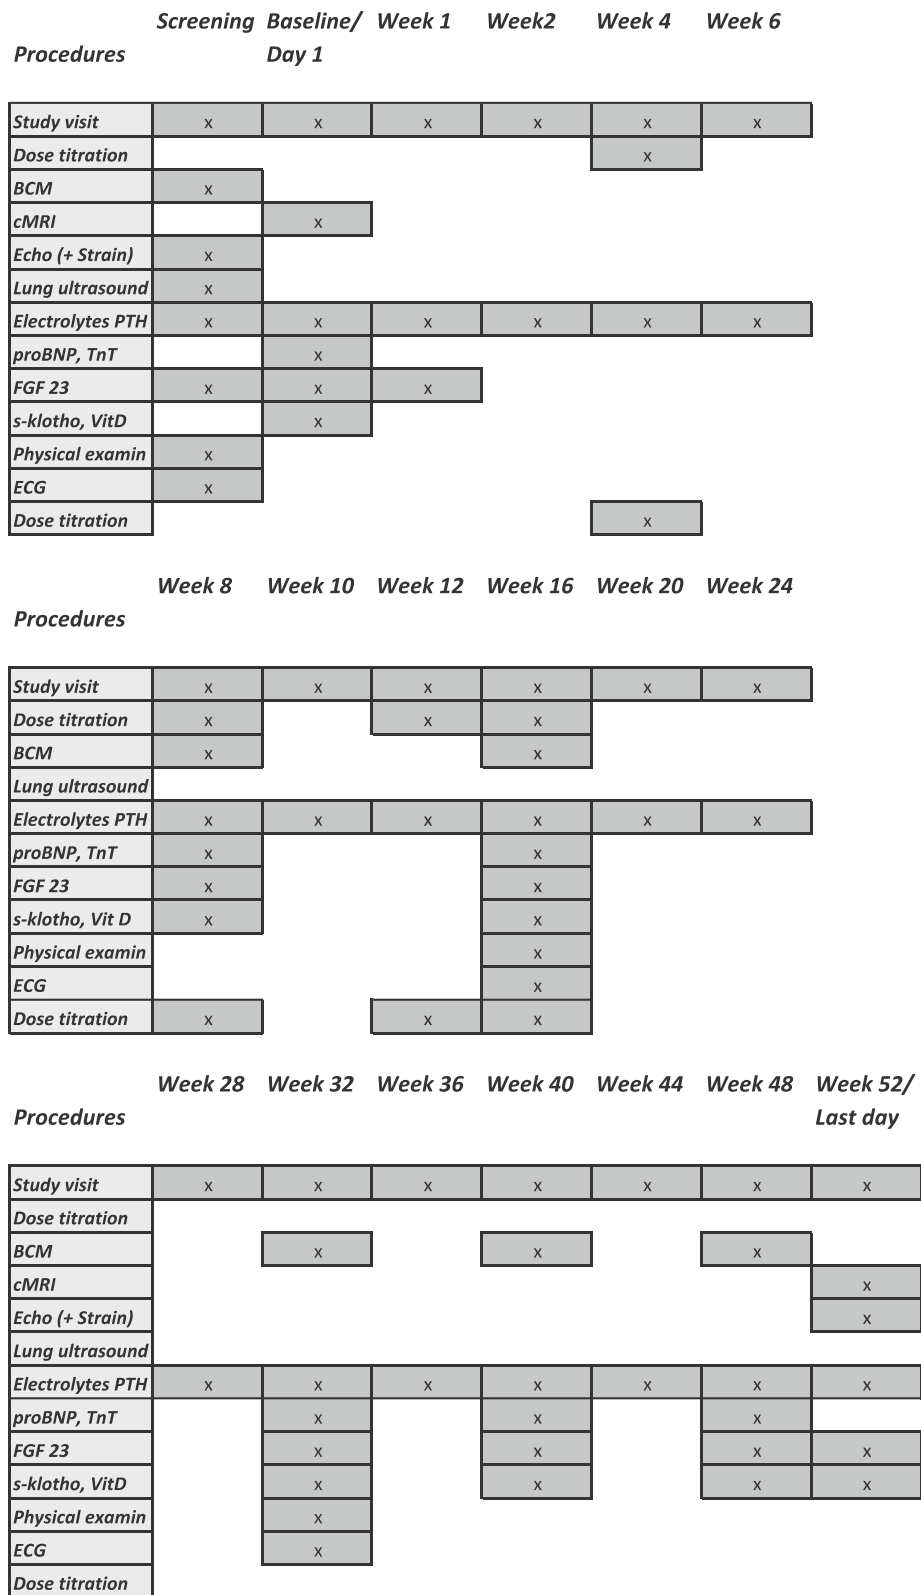 Screening Baseline/ Week 1 Week2 Week 4 Week 6
Procedures Day 1
Study visit x x x x x x
Dose titration x
BCM x
cMRI x
Echo (+ Strain) x
Lung ultrasound x
Electrolytes PTH x x x x x x
proBNP, TnT x
FGF 23 x x x
s-klotho, VitD x
Physical examin x
ECG x
Dose titration x
Week 8 Week 10 Week 12 Week 16 Week 20 Week 24
Procedures
Study visit x x x x x x
Dose titration x x x
BCM x x
Lung ultrasound
Electrolytes PTH x x x x x x
proBNP, TnT x x
FGF 23 x x
s-klotho, Vit D x x
Physical examin x
ECG x
Dose titration x x x
Week 28 Week 32 Week 36 Week 40 Week 44 Week 48 Week 52/
Procedures Last day
Study visit x x x x x x x
Dose titration
BCM x x x
cMRI x
Echo (+ Strain) x
Lung ultrasound
Electrolytes PTH x x x x x x x
proBNP, TnT x x x
FGF 23 x x x x
s-klotho, VitD x x x x
Physical examin x
ECG x
Dose titration